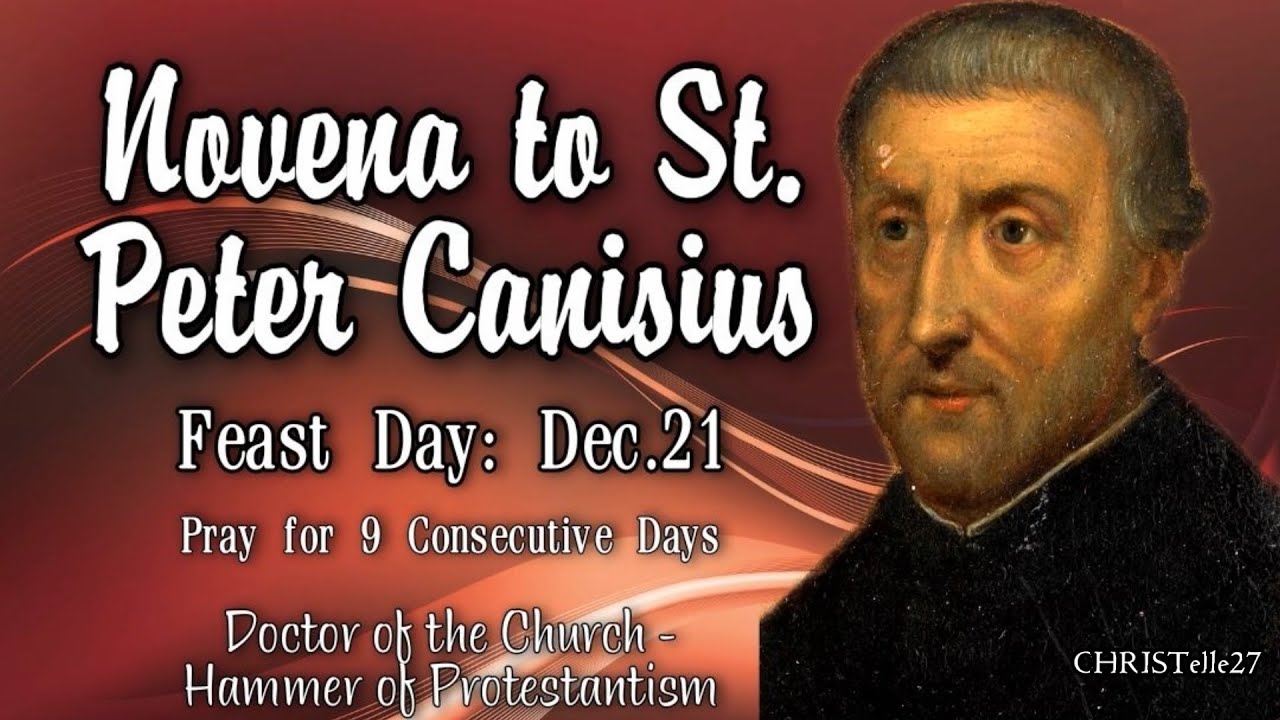 Novena to St.
Peter Canisius
Feast Day: Dec.21
Pray for 9 Consecutive Days
Doctor of the Church -
Hammer of Protestantism
CHRISTelle27